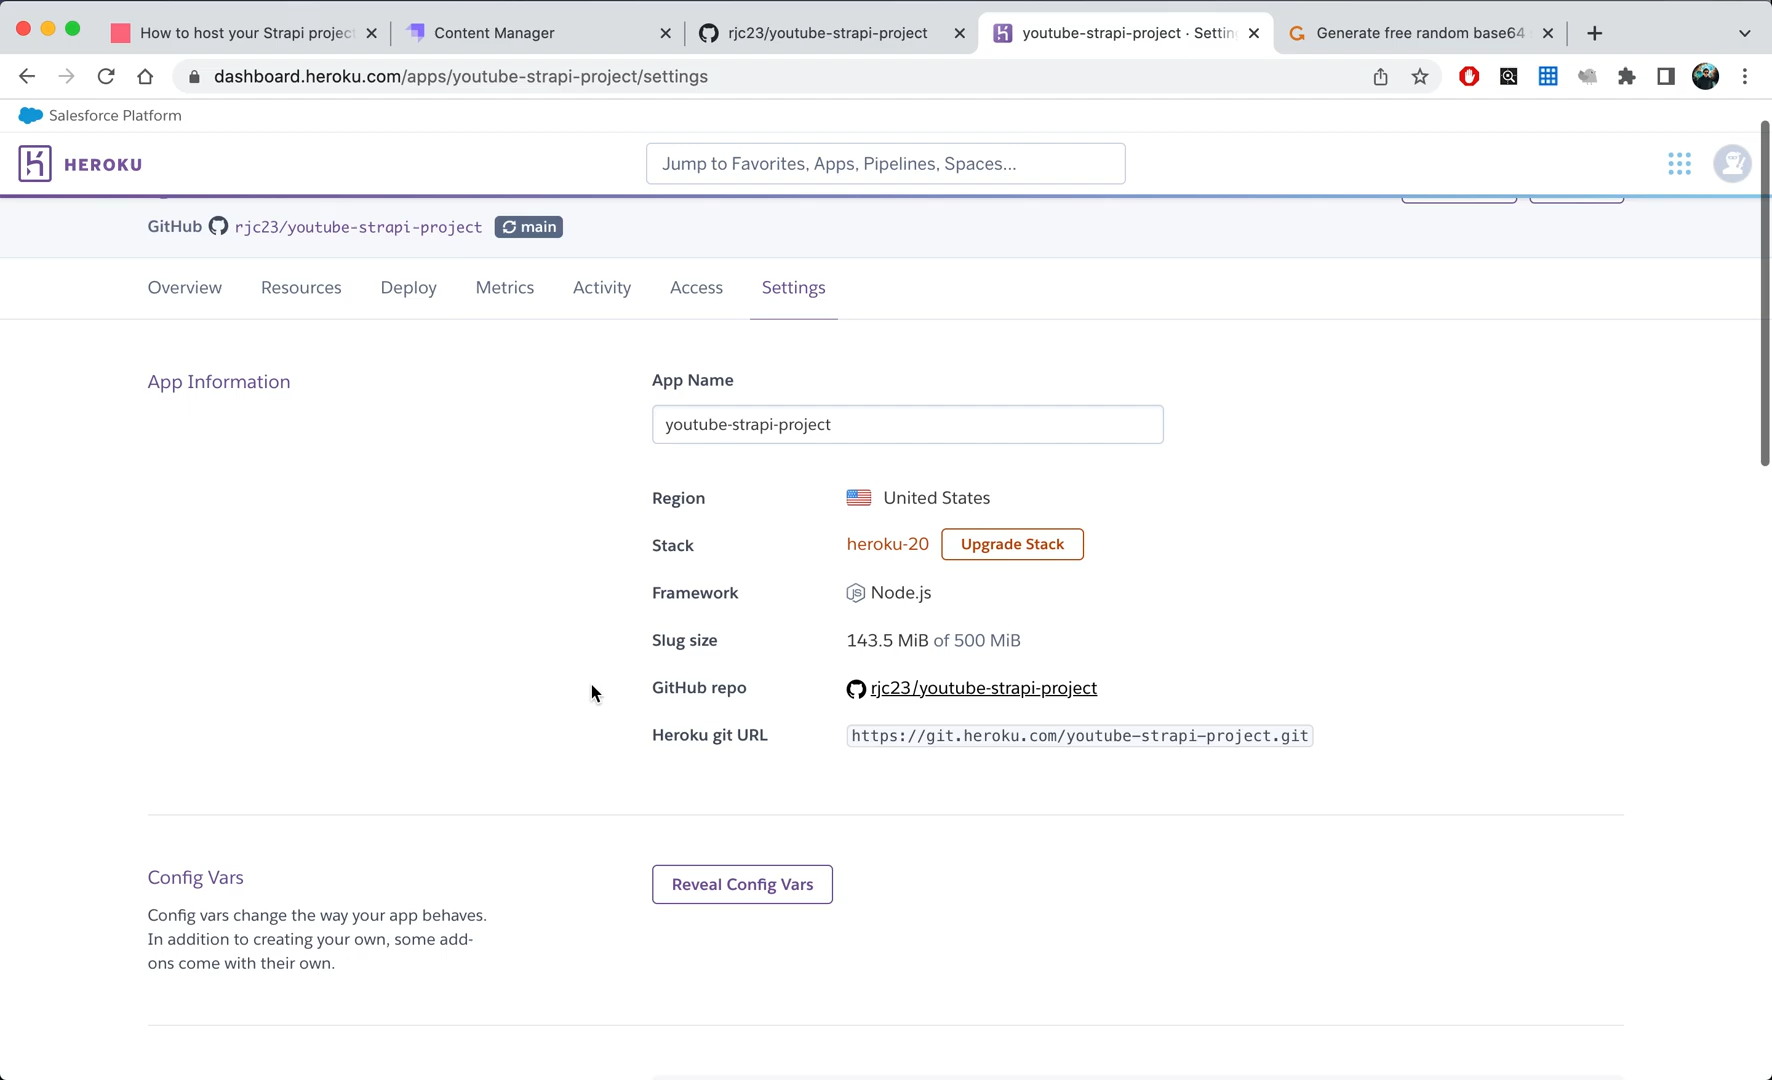 How to host your Strapi project
Content Manager
rjc23/youtube-strapi-project
youtube-strapi-project · Settin
Generate free random base64
dashboard.heroku.com/apps/youtube-strapi-project/settings
Salesforce Platform
HEROKU
Jump to Favorites, Apps, Pipelines, Spaces...
GitHub rjc23/youtube-strapi-project main
Overview
Resources
Deploy
Metrics
Activity
Access
Settings
App Information
App Name
youtube-strapi-project
Region
United States
Stack
heroku-20 Upgrade Stack
Framework
Node.js
Slug size
143.5 MiB of 500 MiB
GitHub repo
rjc23/youtube-strapi-project
Heroku git URL
https://git.heroku.com/youtube-strapi-project.git
Config Vars
Config vars change the way your app behaves.
In addition to creating your own, some add-
ons come with their own.
Reveal Config Vars